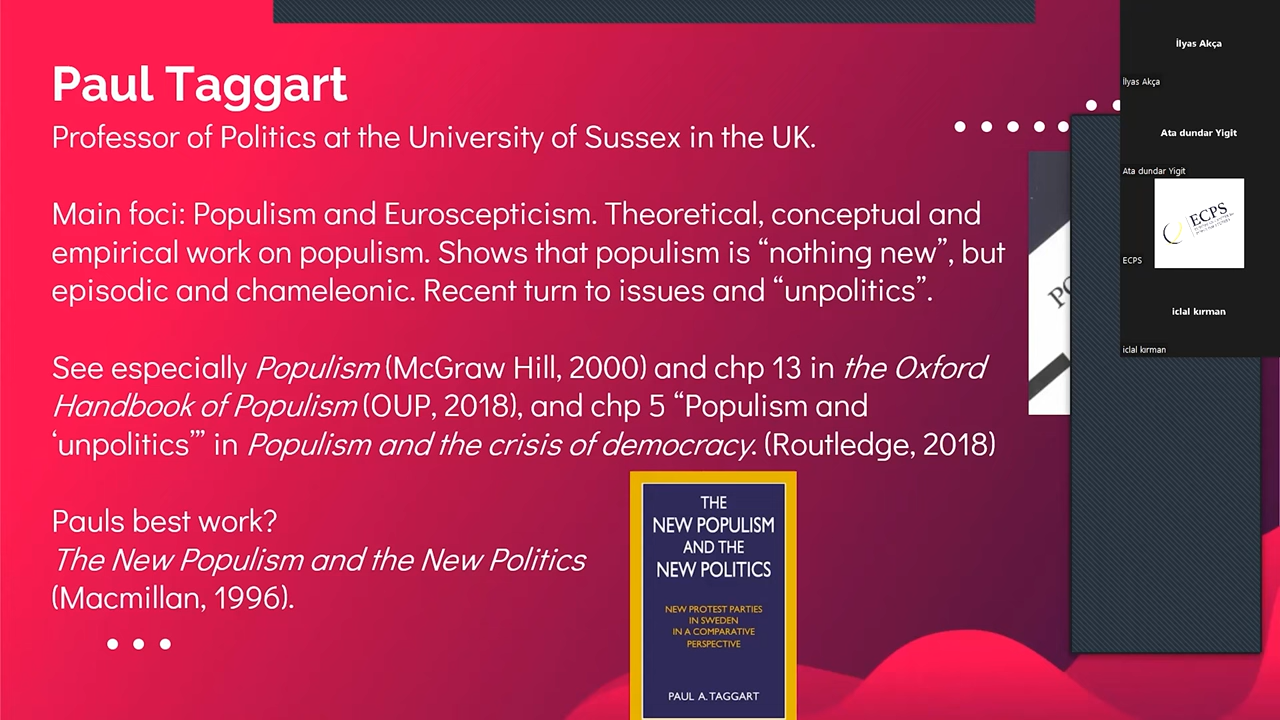 Paul Taggart
Professor of Politics at the University of Sussex in the UK.
Main foci: Populism and Euroscepticism. Theoretical, conceptual and
empirical work on populism. Shows that populism is “nothing new”, but
episodic and chameleonic. Recent turn to issues and “unpolitics”.
See especially Populism (McGraw Hill, 2000) and chp 13 in the Oxford
Handbook of Populism (OUP, 2018), and chp 5 “Populism and
‘unpolitics’” in Populism and the crisis of democracy. (Routledge, 2018)
Pauls best work?
The New Populism and the New Politics
(Macmillan, 1996).
THE
NEW POPULISM
AND THE
NEW POLITICS
NEW PROTEST PARTIES
IN SWEDEN
IN A COMPARATIVE
PERSPECTIVE
PAUL A. TAGGART
İlyas Akça
İlyas Akça
Ata dundar Yigit
Ata dundar Yigit
ECPS
ECPS
iclal kırman
iclal kırman